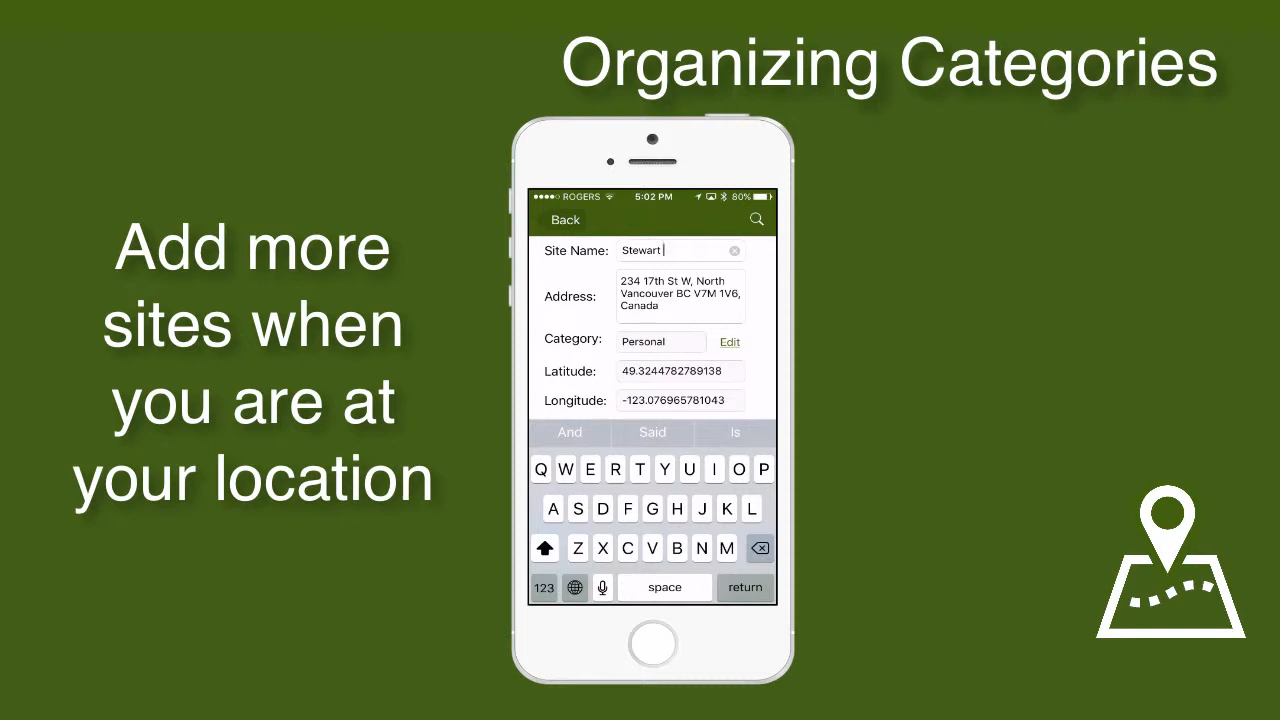 Organizing Categories
Add more
sites when
you are at
your location
ROGERS 5:02 PM 80%
Back
Site Name: Stewart
Address: 234 17th St W, North
Vancouver BC V7M 1V6,
Canada
Category: Personal Edit
Latitude: 49.3244782789138
Longitude: -123.076965781043
And Said Is
Q W E R T Y U I O P
A S D F G H J K L
Z X C V B N M
123 space return